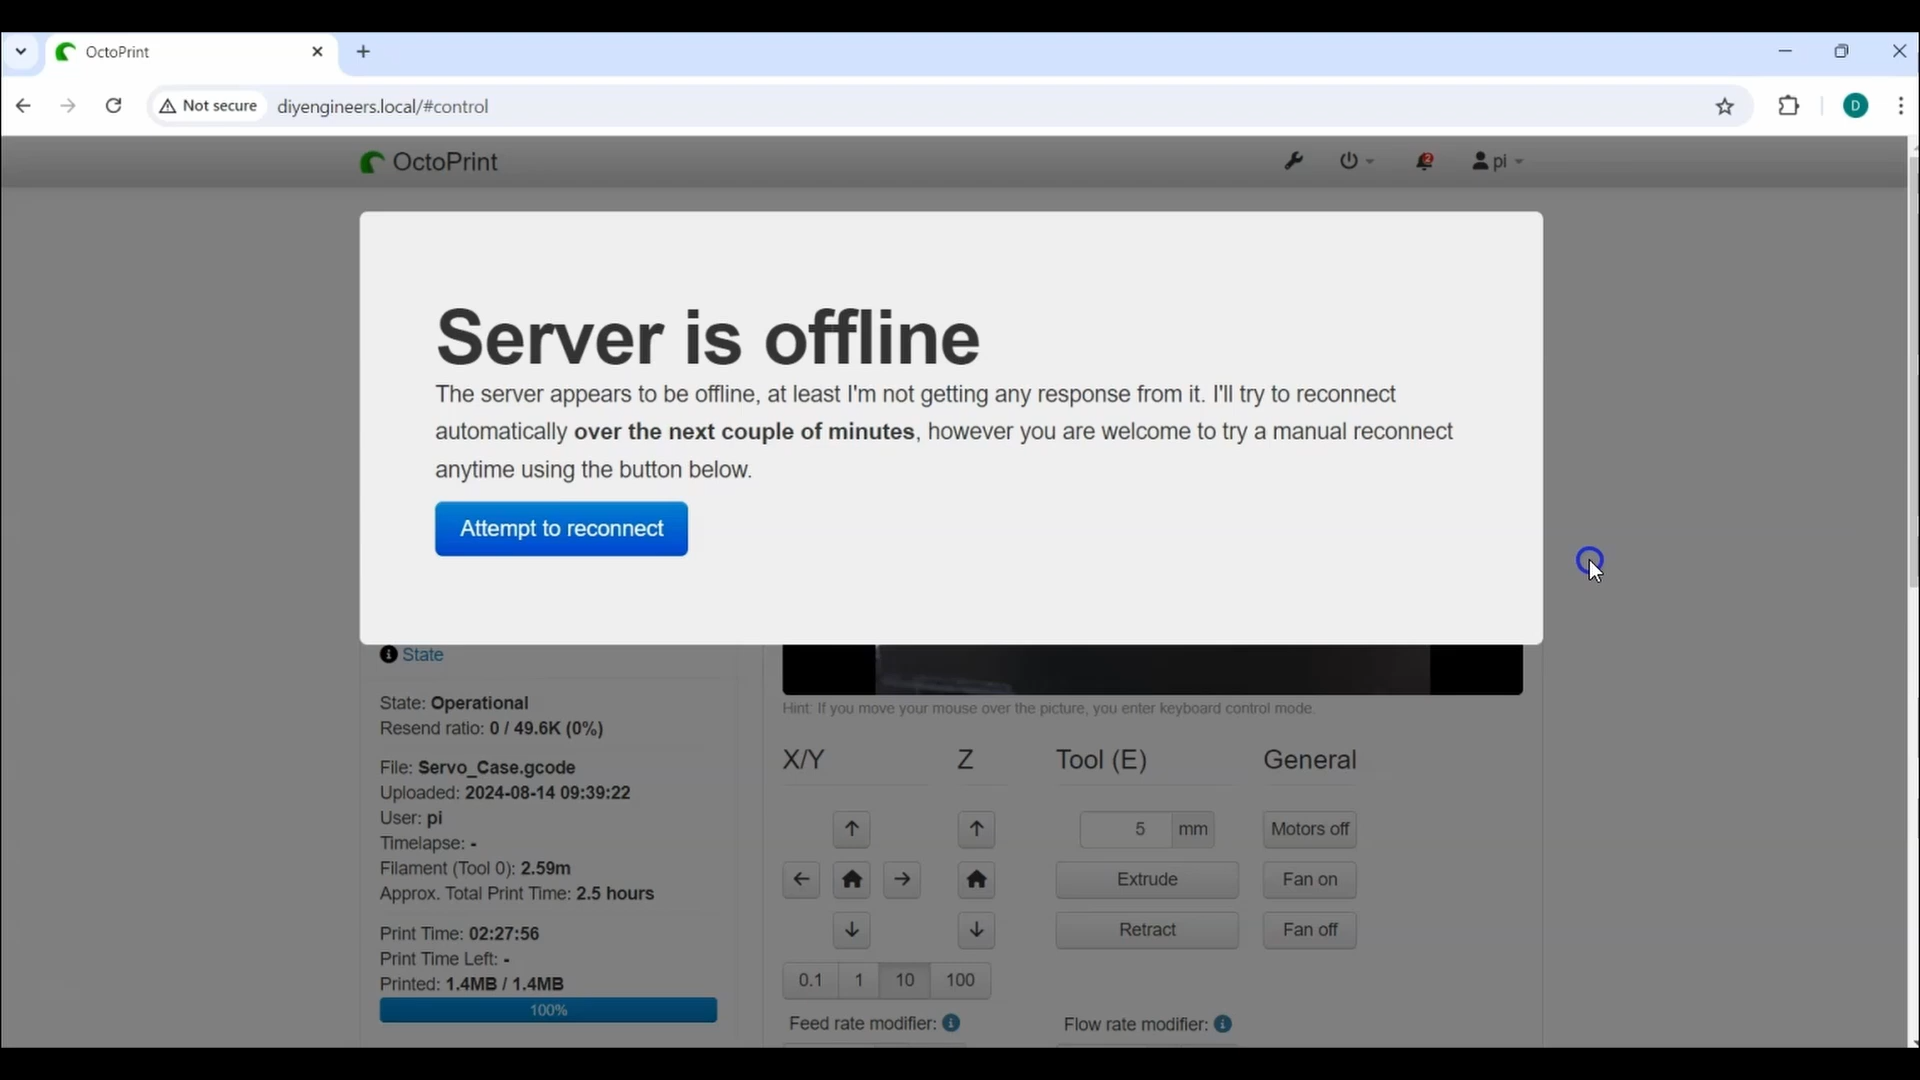 OctoPrint
Not secure diyengineers.local/#control D
OctoPrint 2 pi
Server is offline
The server appears to be offline, at least I'm not getting any response from it. I'll try to reconnect
automatically over the next couple of minutes, however you are welcome to try a manual reconnect
anytime using the button below.
Attempt to reconnect
State
State: Operational
Resend ratio: 0 / 49.6K (0%)
File: Servo_Case.gcode
Uploaded: 2024-08-14 09:39:22
User: pi
Timelapse: -
Filament (Tool 0): 2.59m
Approx. Total Print Time: 2.5 hours
Print Time: 02:27:56
Print Time Left: -
Printed: 1.4MB / 1.4MB
100%
Hint: If you move your mouse over the picture, you enter keyboard control mode.
X/Y Z Tool (E) General
5 mm Motors off
Extrude Fan on
Retract Fan off
0.1 1 10 100
Feed rate modifier: Flow rate modifier: